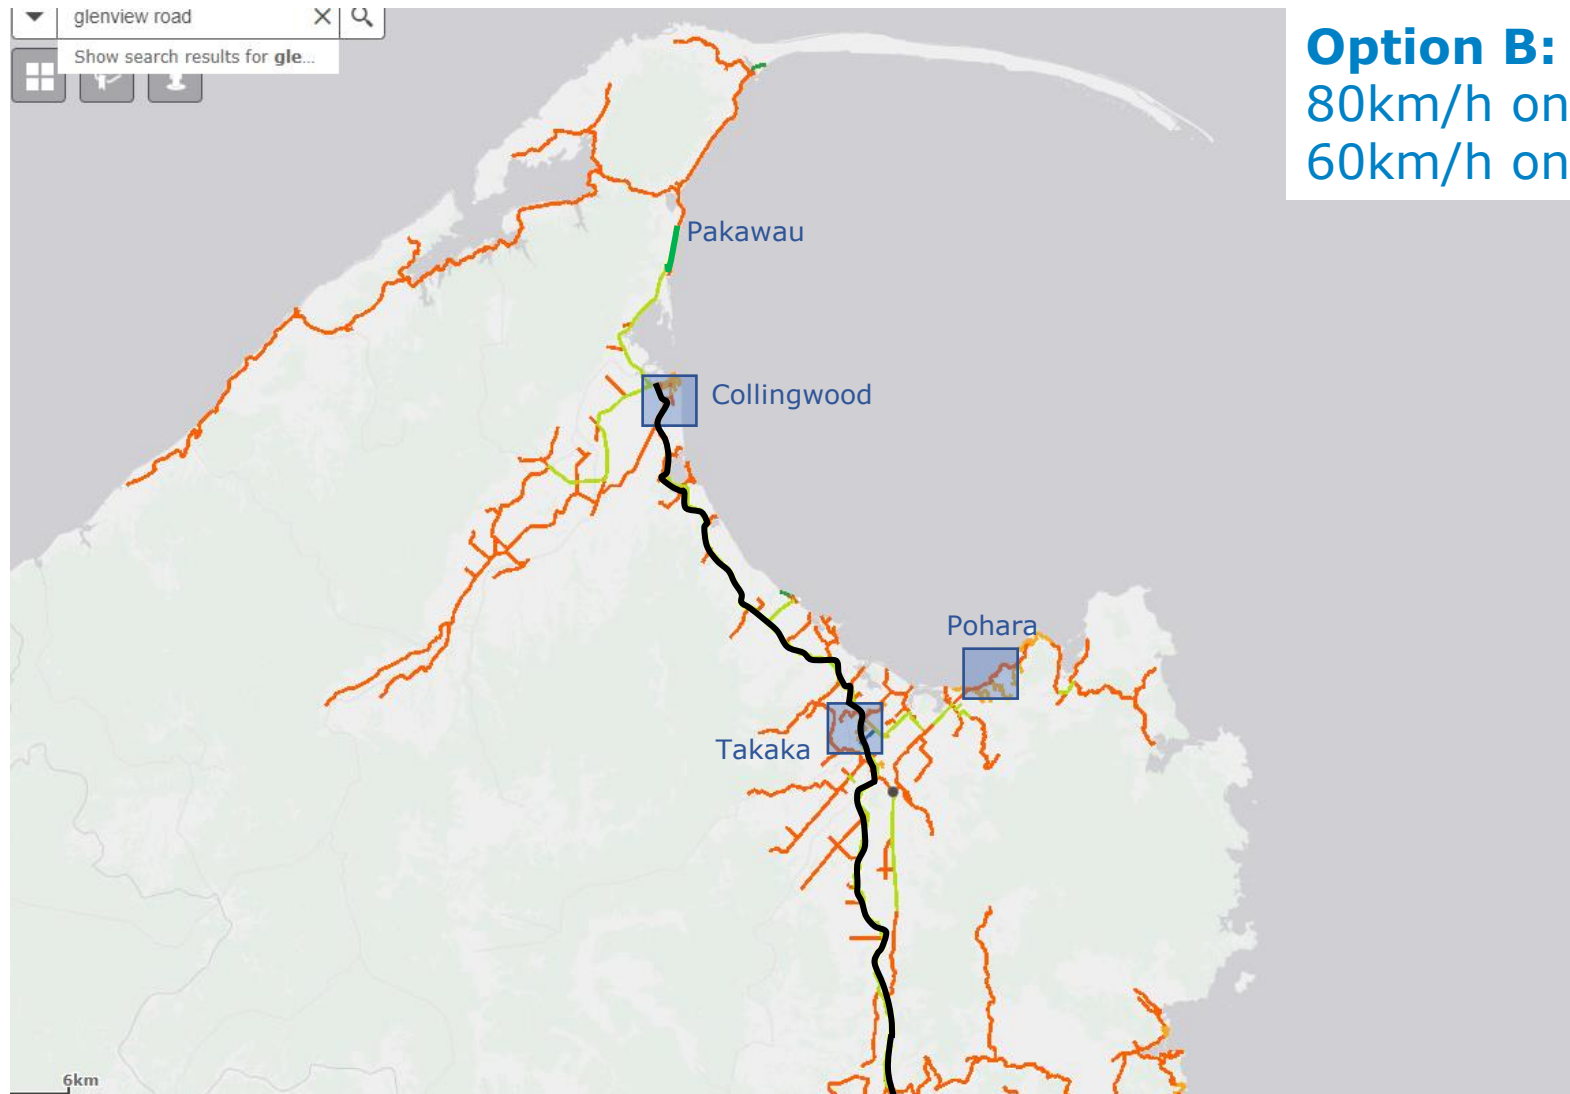 glenview road
Show search results for gle...
Option B:
80km/h on
60km/h on
Pakawau
Collingwood
Pohara
Takaka
6km